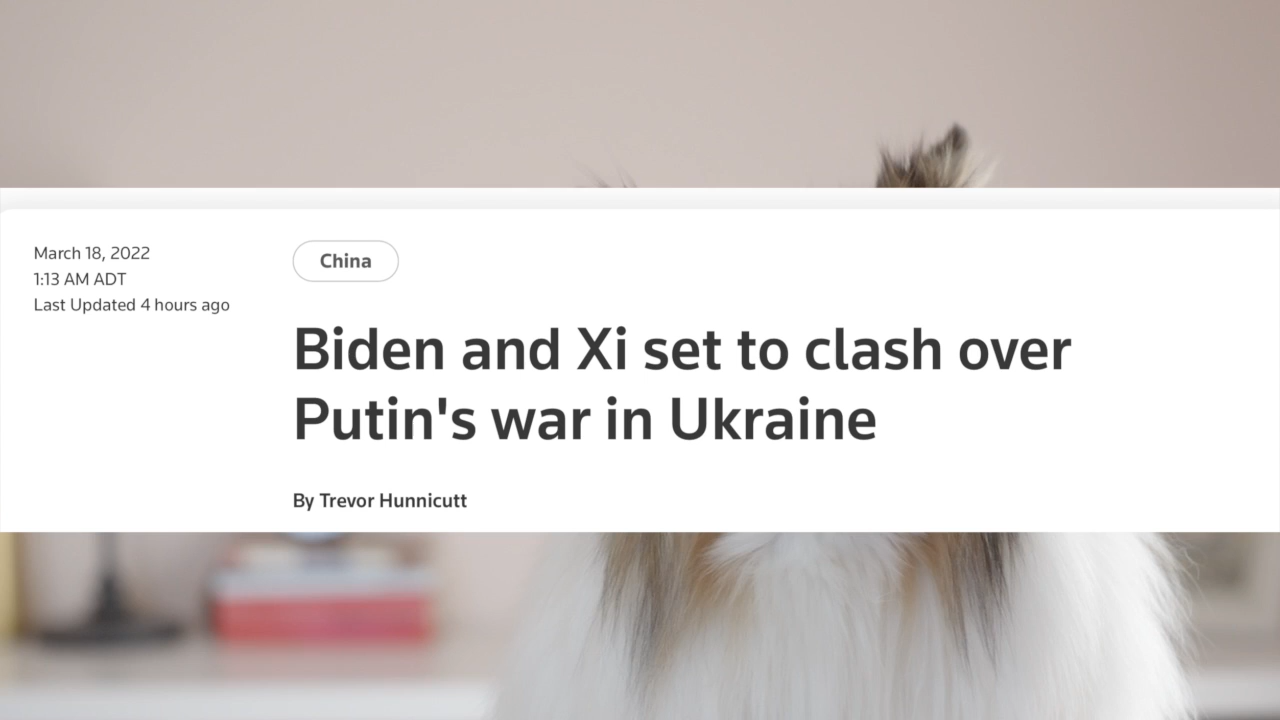 March 18, 2022
1:13 AM ADT
Last Updated 4 hours ago
China
Biden and Xi set to clash over
Putin's war in Ukraine
By Trevor Hunnicutt